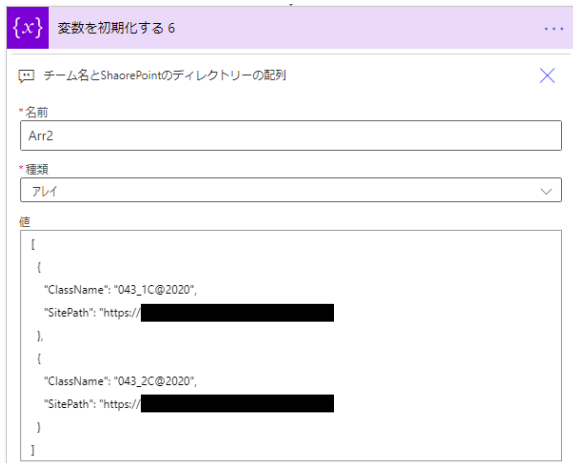 {x} 変数を初期化する 6
チーム名とShaorePointのディレクトリーの配列
*名前
Arr2
*種類
アレイ
値
[
{
"ClassName": "043_1C@2020",
"SitePath": "https://
},
{
"ClassName": "043_2C@2020",
"SitePath": "https://
}
]